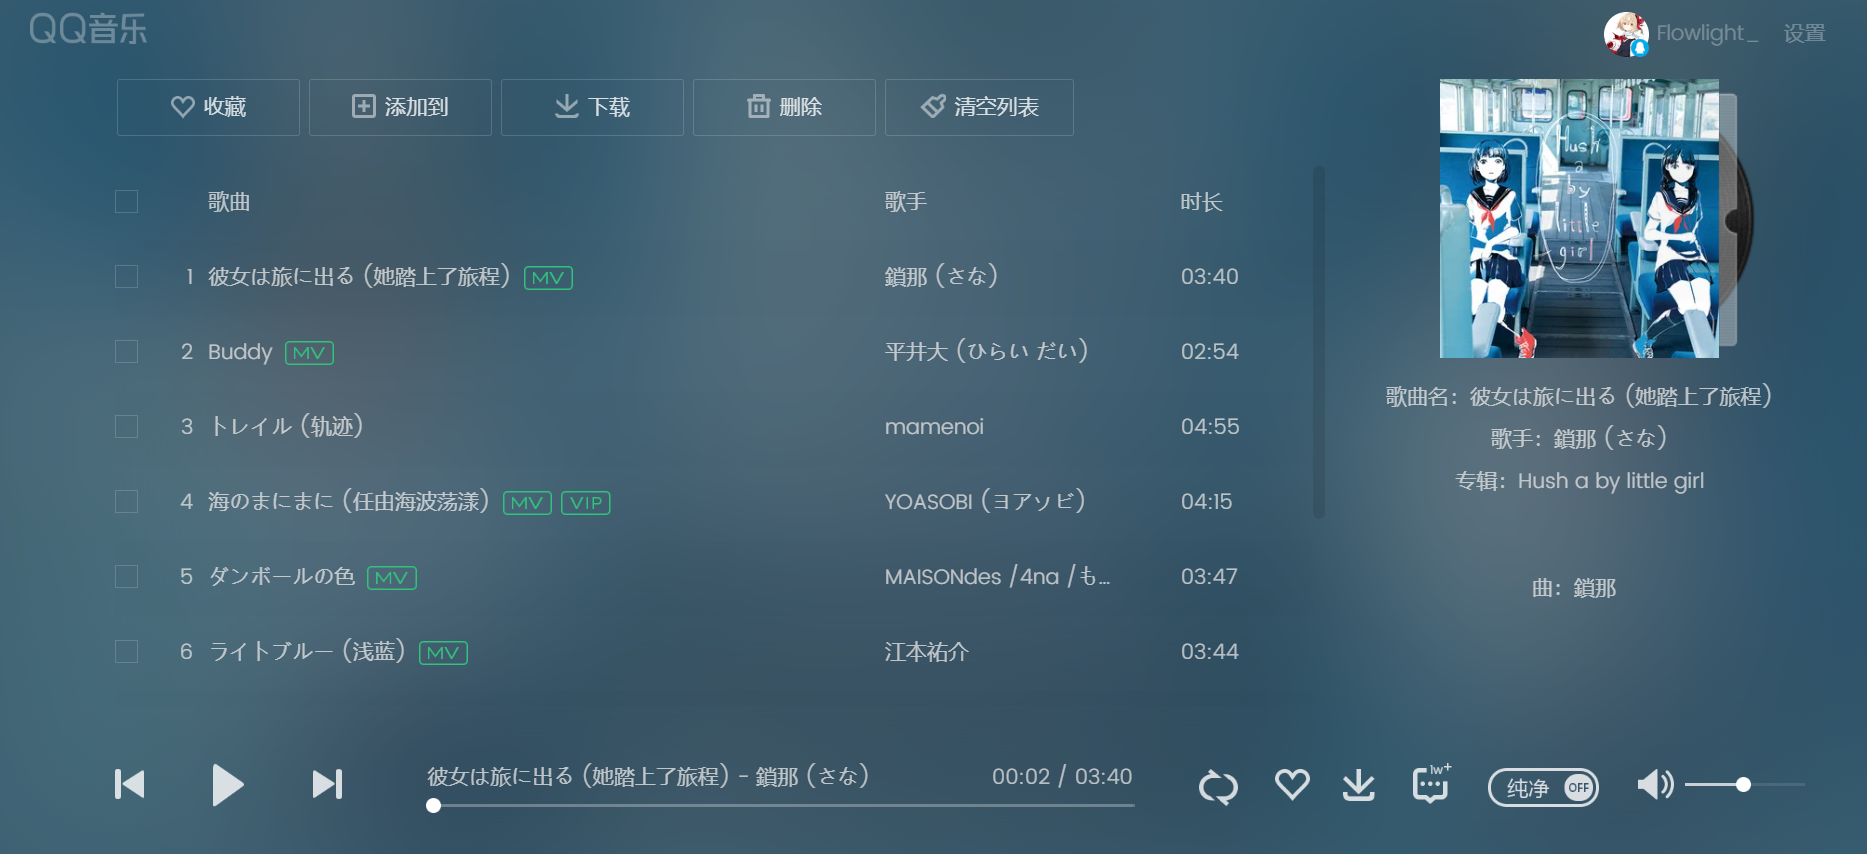 QQ音乐
Flowlight_ 设置
收藏 添加到 下载 删除 清空列表
歌曲 歌手 时长
1 彼女は旅に出る (她踏上了旅程) MV 鎖那 (さな) 03:40
2 Buddy MV 平井大 (ひらい だい) 02:54
3 トレイル (轨迹) mamenoi 04:55
4 海のまにまに (任由海波荡漾) MV VIP YOASOBI (ヨアソビ) 04:15
5 ダンボールの色 MV MAISONdes /4na /も... 03:47
6 ライトブルー (浅蓝) MV 江本祐介 03:44
Hush
a
by
little
girl
歌曲名：彼女は旅に出る (她踏上了旅程)
歌手：鎖那 (さな)
专辑：Hush a by little girl
曲：鎖那
彼女は旅に出る (她踏上了旅程) - 鎖那 (さな) 00:02 / 03:40
1w+
纯净 OFF